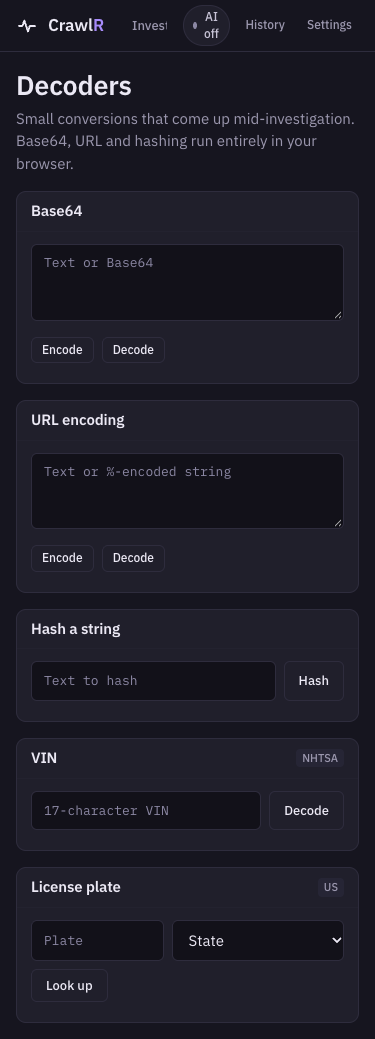 CrawlR
Invest
AI
off
History
Settings
Decoders
Small conversions that come up mid-investigation.
Base64, URL and hashing run entirely in your
browser.
Base64
Text or Base64
Encode
Decode
URL encoding
Text or %-encoded string
Encode
Decode
Hash a string
Text to hash
Hash
VIN
NHTSA
17-character VIN
Decode
License plate
US
Plate
State
Look up